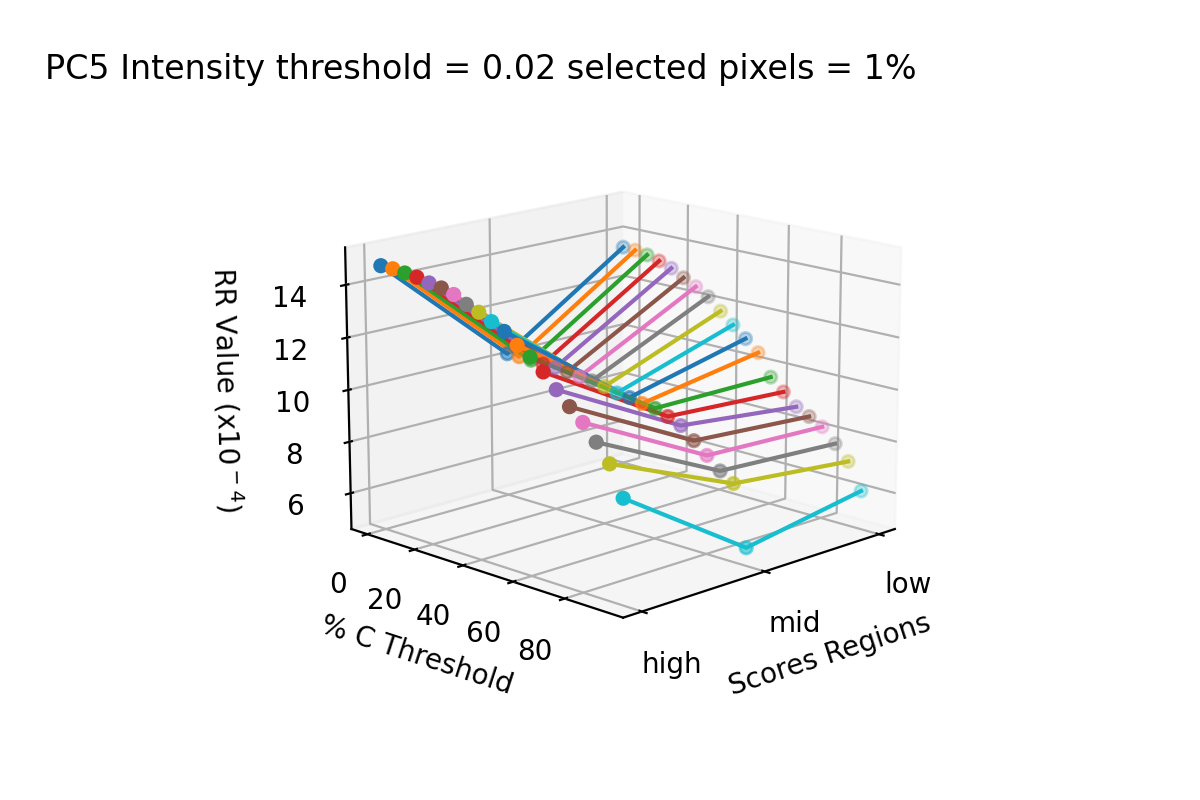 PC5 Intensity threshold = 0.02 selected pixels = 1%
RR Value (x10⁻⁴)
14
12
10
8
6
0
20
40
60
80
% C Threshold
high
mid
low
Scores Regions